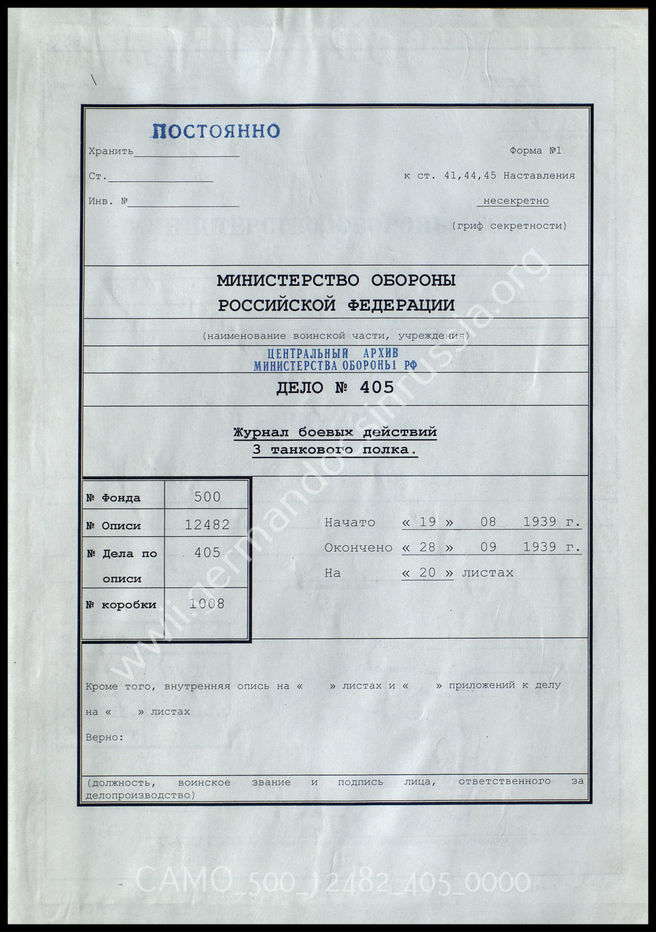 ПОСТОЯННО
Хранить
Форма №1
Ст.
к ст. 41,44,45 Наставления
Инв. №
несекретно
(гриф секретности)
МИНИСТЕРСТВО ОБОРОНЫ
РОССИЙСКОЙ ФЕДЕРАЦИИ
(наименование воинской части, учреждения)
ЦЕНТРАЛЬНЫЙ АРХИВ
МИНИСТЕРСТВА ОБОРОНЫ РФ
ДЕЛО № 405
Журнал боевых действий
3 танкового полка.
№ Фонда 500
№ Описи 12482
№ Дела по описи 405
№ коробки 1008
Начато « 19 » 08 1939 г.
Окончено « 28 » 09 1939 г.
На « 20 » листах
Кроме того, внутренняя опись на « » листах и « » приложений к делу
на « » листах
Верно:
(должность, воинское звание и подпись лица, ответственного за
делопроизводство)
www.germandocsinrussia.org
CAMO_500_12482_405_0000